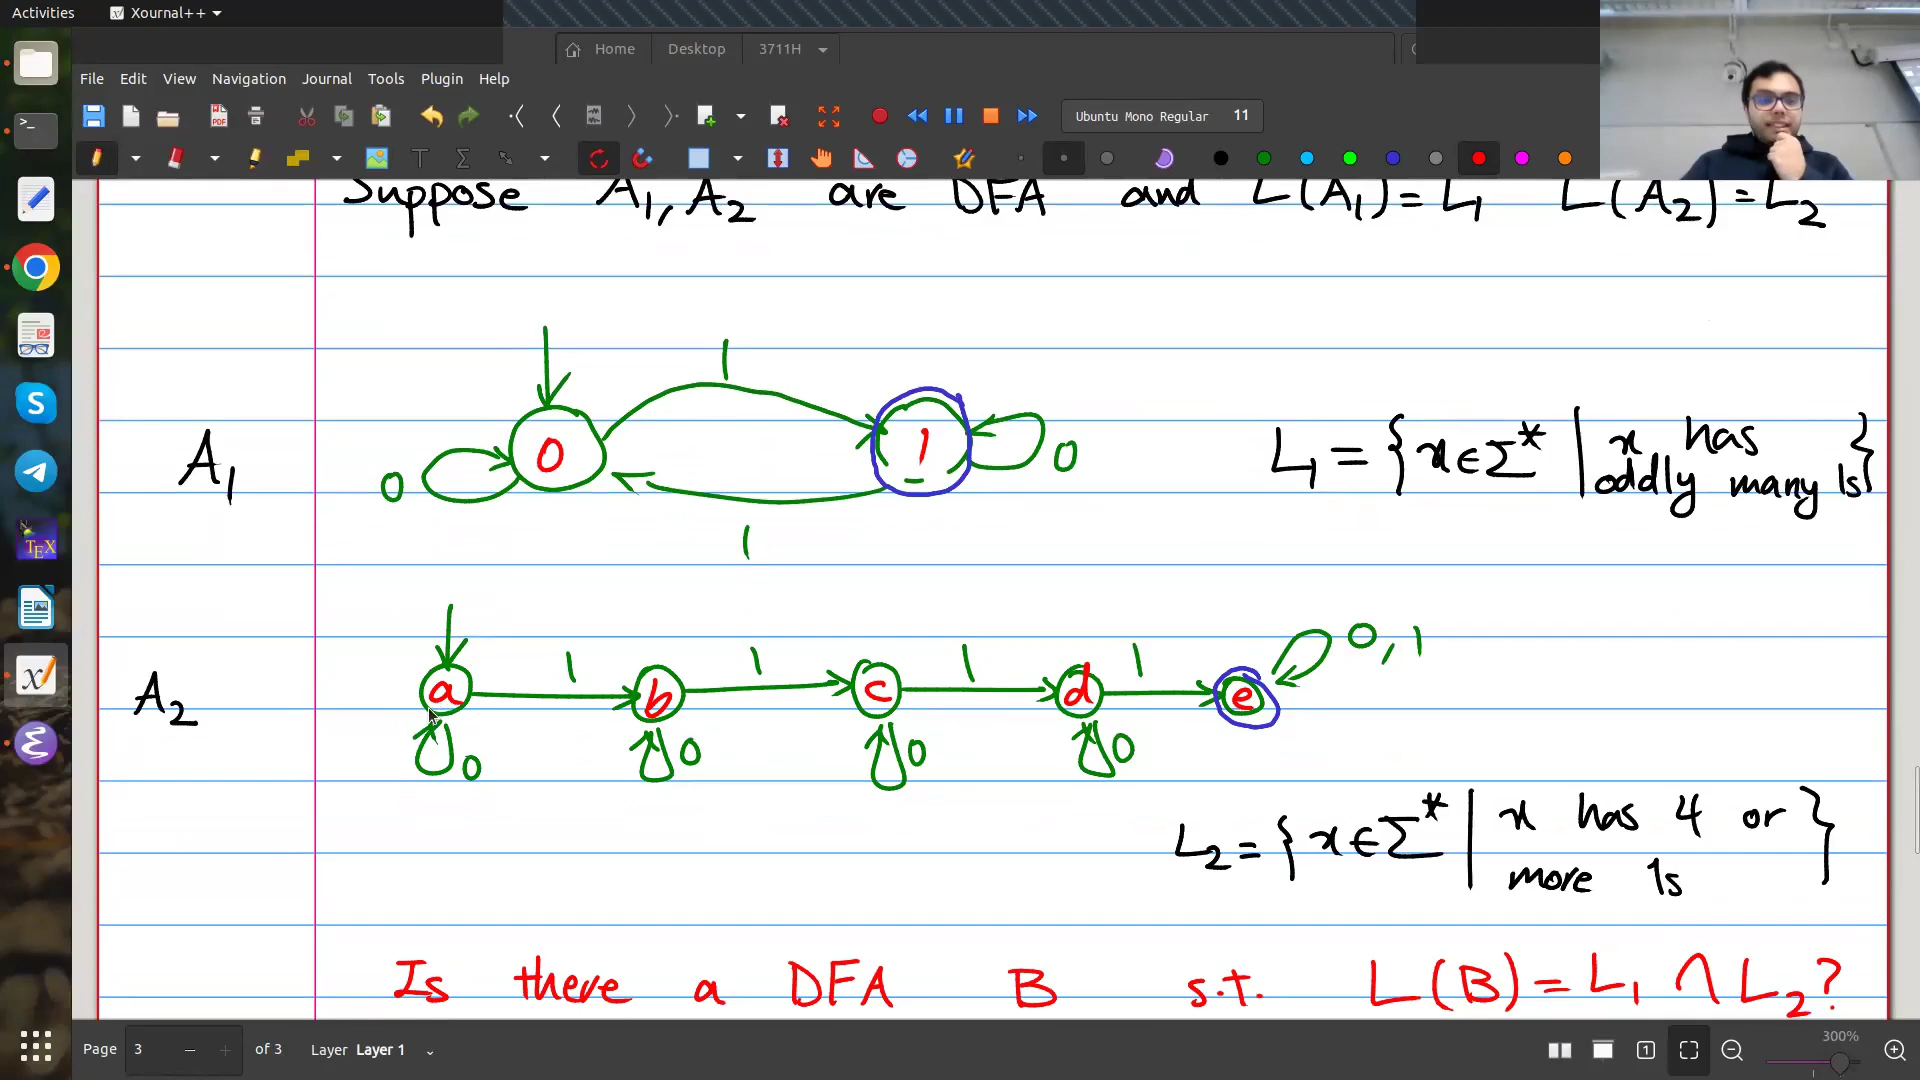 Activities Xournal++
Home Desktop 3711H
File Edit View Navigation Journal Tools Plugin Help
Ubuntu Mono Regular 11
Suppose A1, A2 are DFA and L(A1) = L1 L(A2) = L2
1
A1 0 0 1 0 L1 = {x ∈ Σ* | x has
oddly many 1s}
1
0, 1
1 1 1 1
A2 a b c d e
0 0 0 0
L2 = {x ∈ Σ* | x has 4 or
more 1s}
Is there a DFA B s.t. L(B) = L1 ∩ L2?
Page 3 of 3 Layer Layer 1 300%